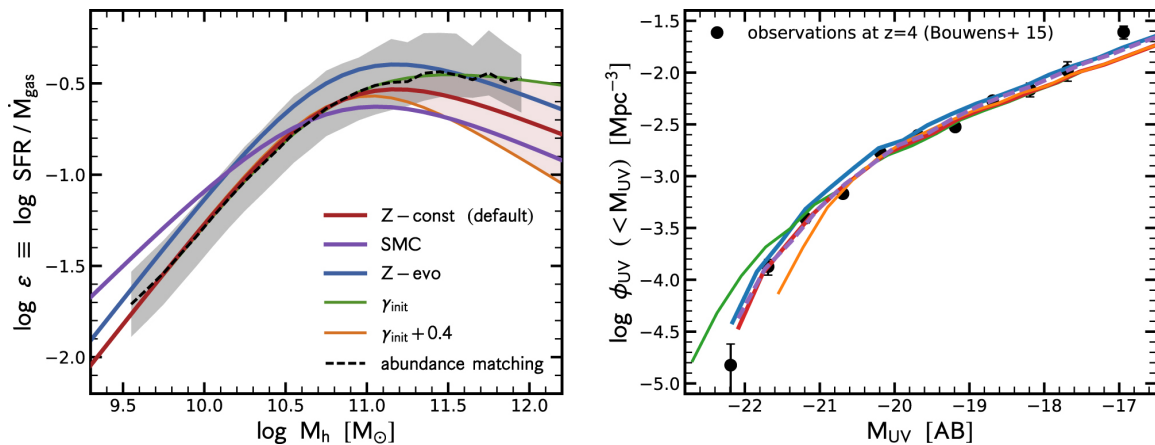 log ε ≡ log SFR / Ṁgas
−0.5
−1.0
−1.5
−2.0
Z−const (default)
SMC
Z−evo
γinit
γinit + 0.4
abundance matching
9.5 10.0 10.5 11.0 11.5 12.0
log Mh [M☉]
log ϕUV (< MUV) [Mpc−3]
−1.5
−2.0
−2.5
−3.0
−3.5
−4.0
−4.5
−5.0
observations at z=4 (Bouwens+ 15)
−22 −21 −20 −19 −18 −17
MUV [AB]